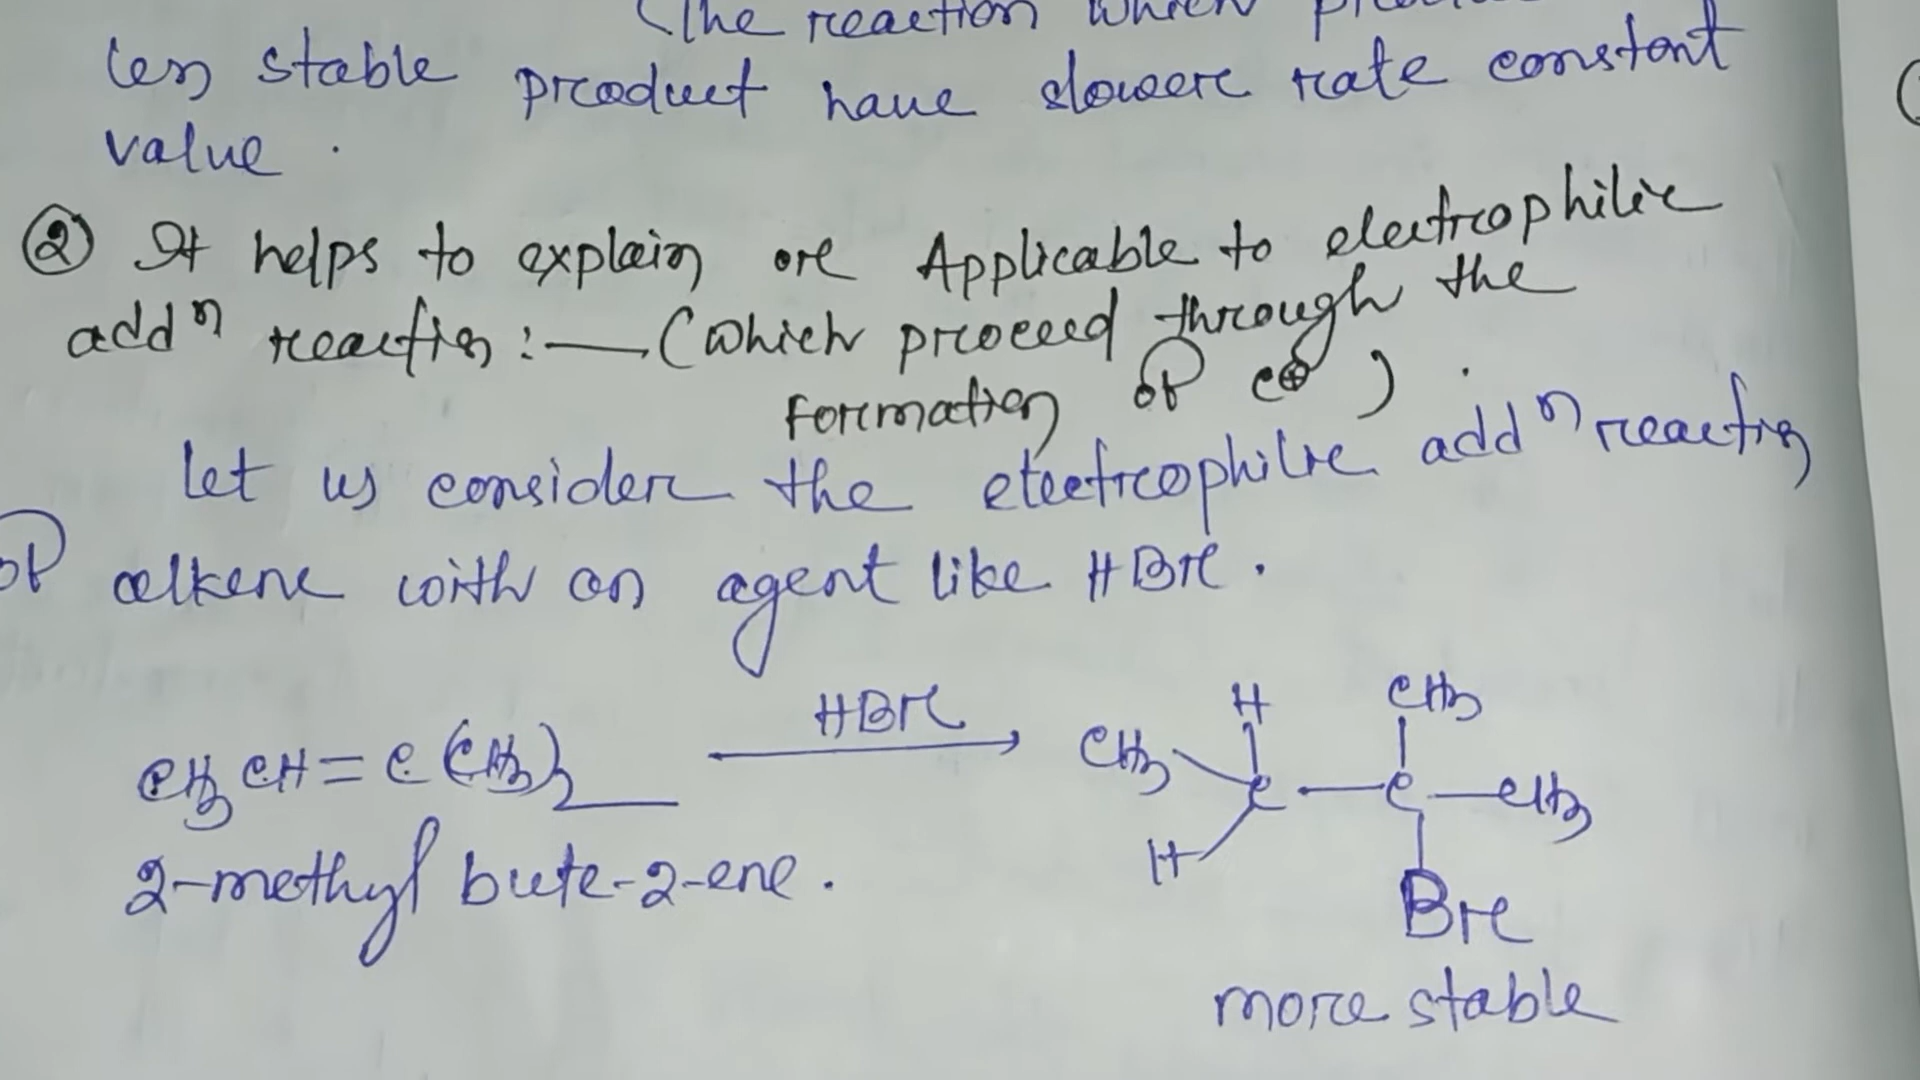 (The reaction which
less stable product have slower rate constant
value .
② It helps to explain or Applicable to electrophilic
addⁿ reaction :— (which proceed through the
formation of C⊕ ) .
let us consider the electrophilic addⁿ reaction
of alkene with an agent like HBr .
CH₃ CH = C (CH₃)₂ HBr →
2-methyl bute-2-ene .
H CH₃
CH₃ C — C — CH₃
H Br
more stable